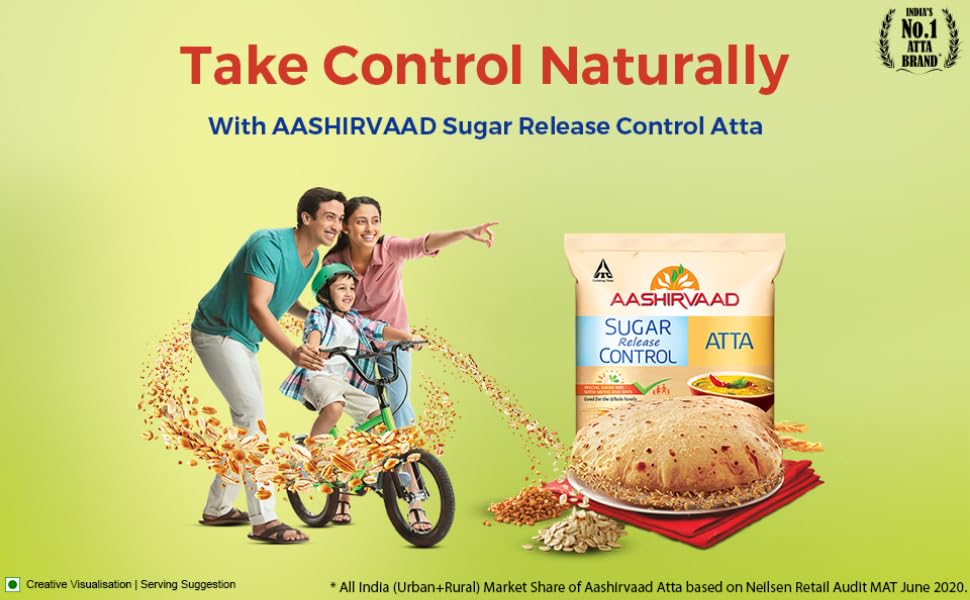 INDIA'S
No.1
ATTA
BRAND*
Take Control Naturally
With AASHIRVAAD Sugar Release Control Atta
AASHIRVAAD
SUGAR
Release
CONTROL
ATTA
Good for the Whole Family
Creative Visualisation | Serving Suggestion
* All India (Urban+Rural) Market Share of Aashirvaad Atta based on Neilsen Retail Audit MAT June 2020.